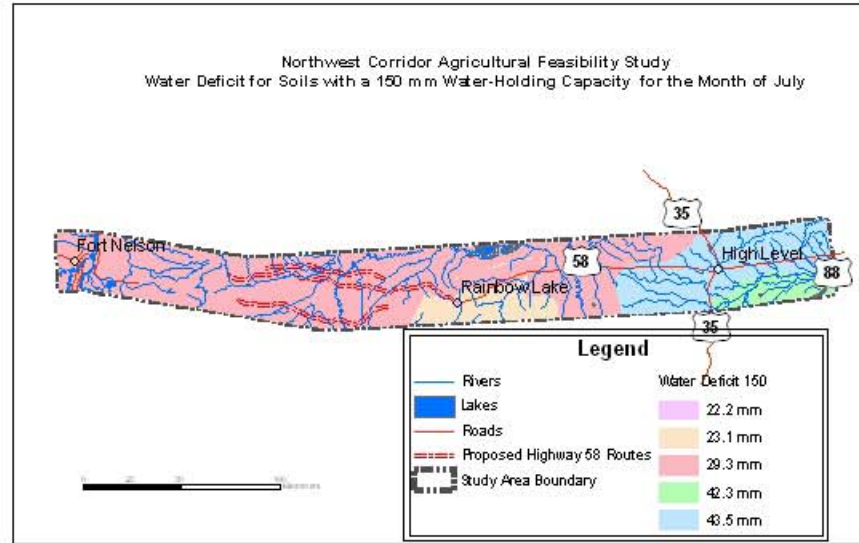 Northwest Corridor Agricultural Feasibility Study
Water Deficit for Soils with a 150 mm Water-Holding Capacity for the Month of July
35
Fort Nelson
58
High Level
88
Rainbow Lake
35
Legend
Rivers
Lakes
Roads
Proposed Highway 58 Routes
Study Area Boundary
Water Deficit 150
22.2 mm
23.1 mm
29.3 mm
42.3 mm
43.5 mm